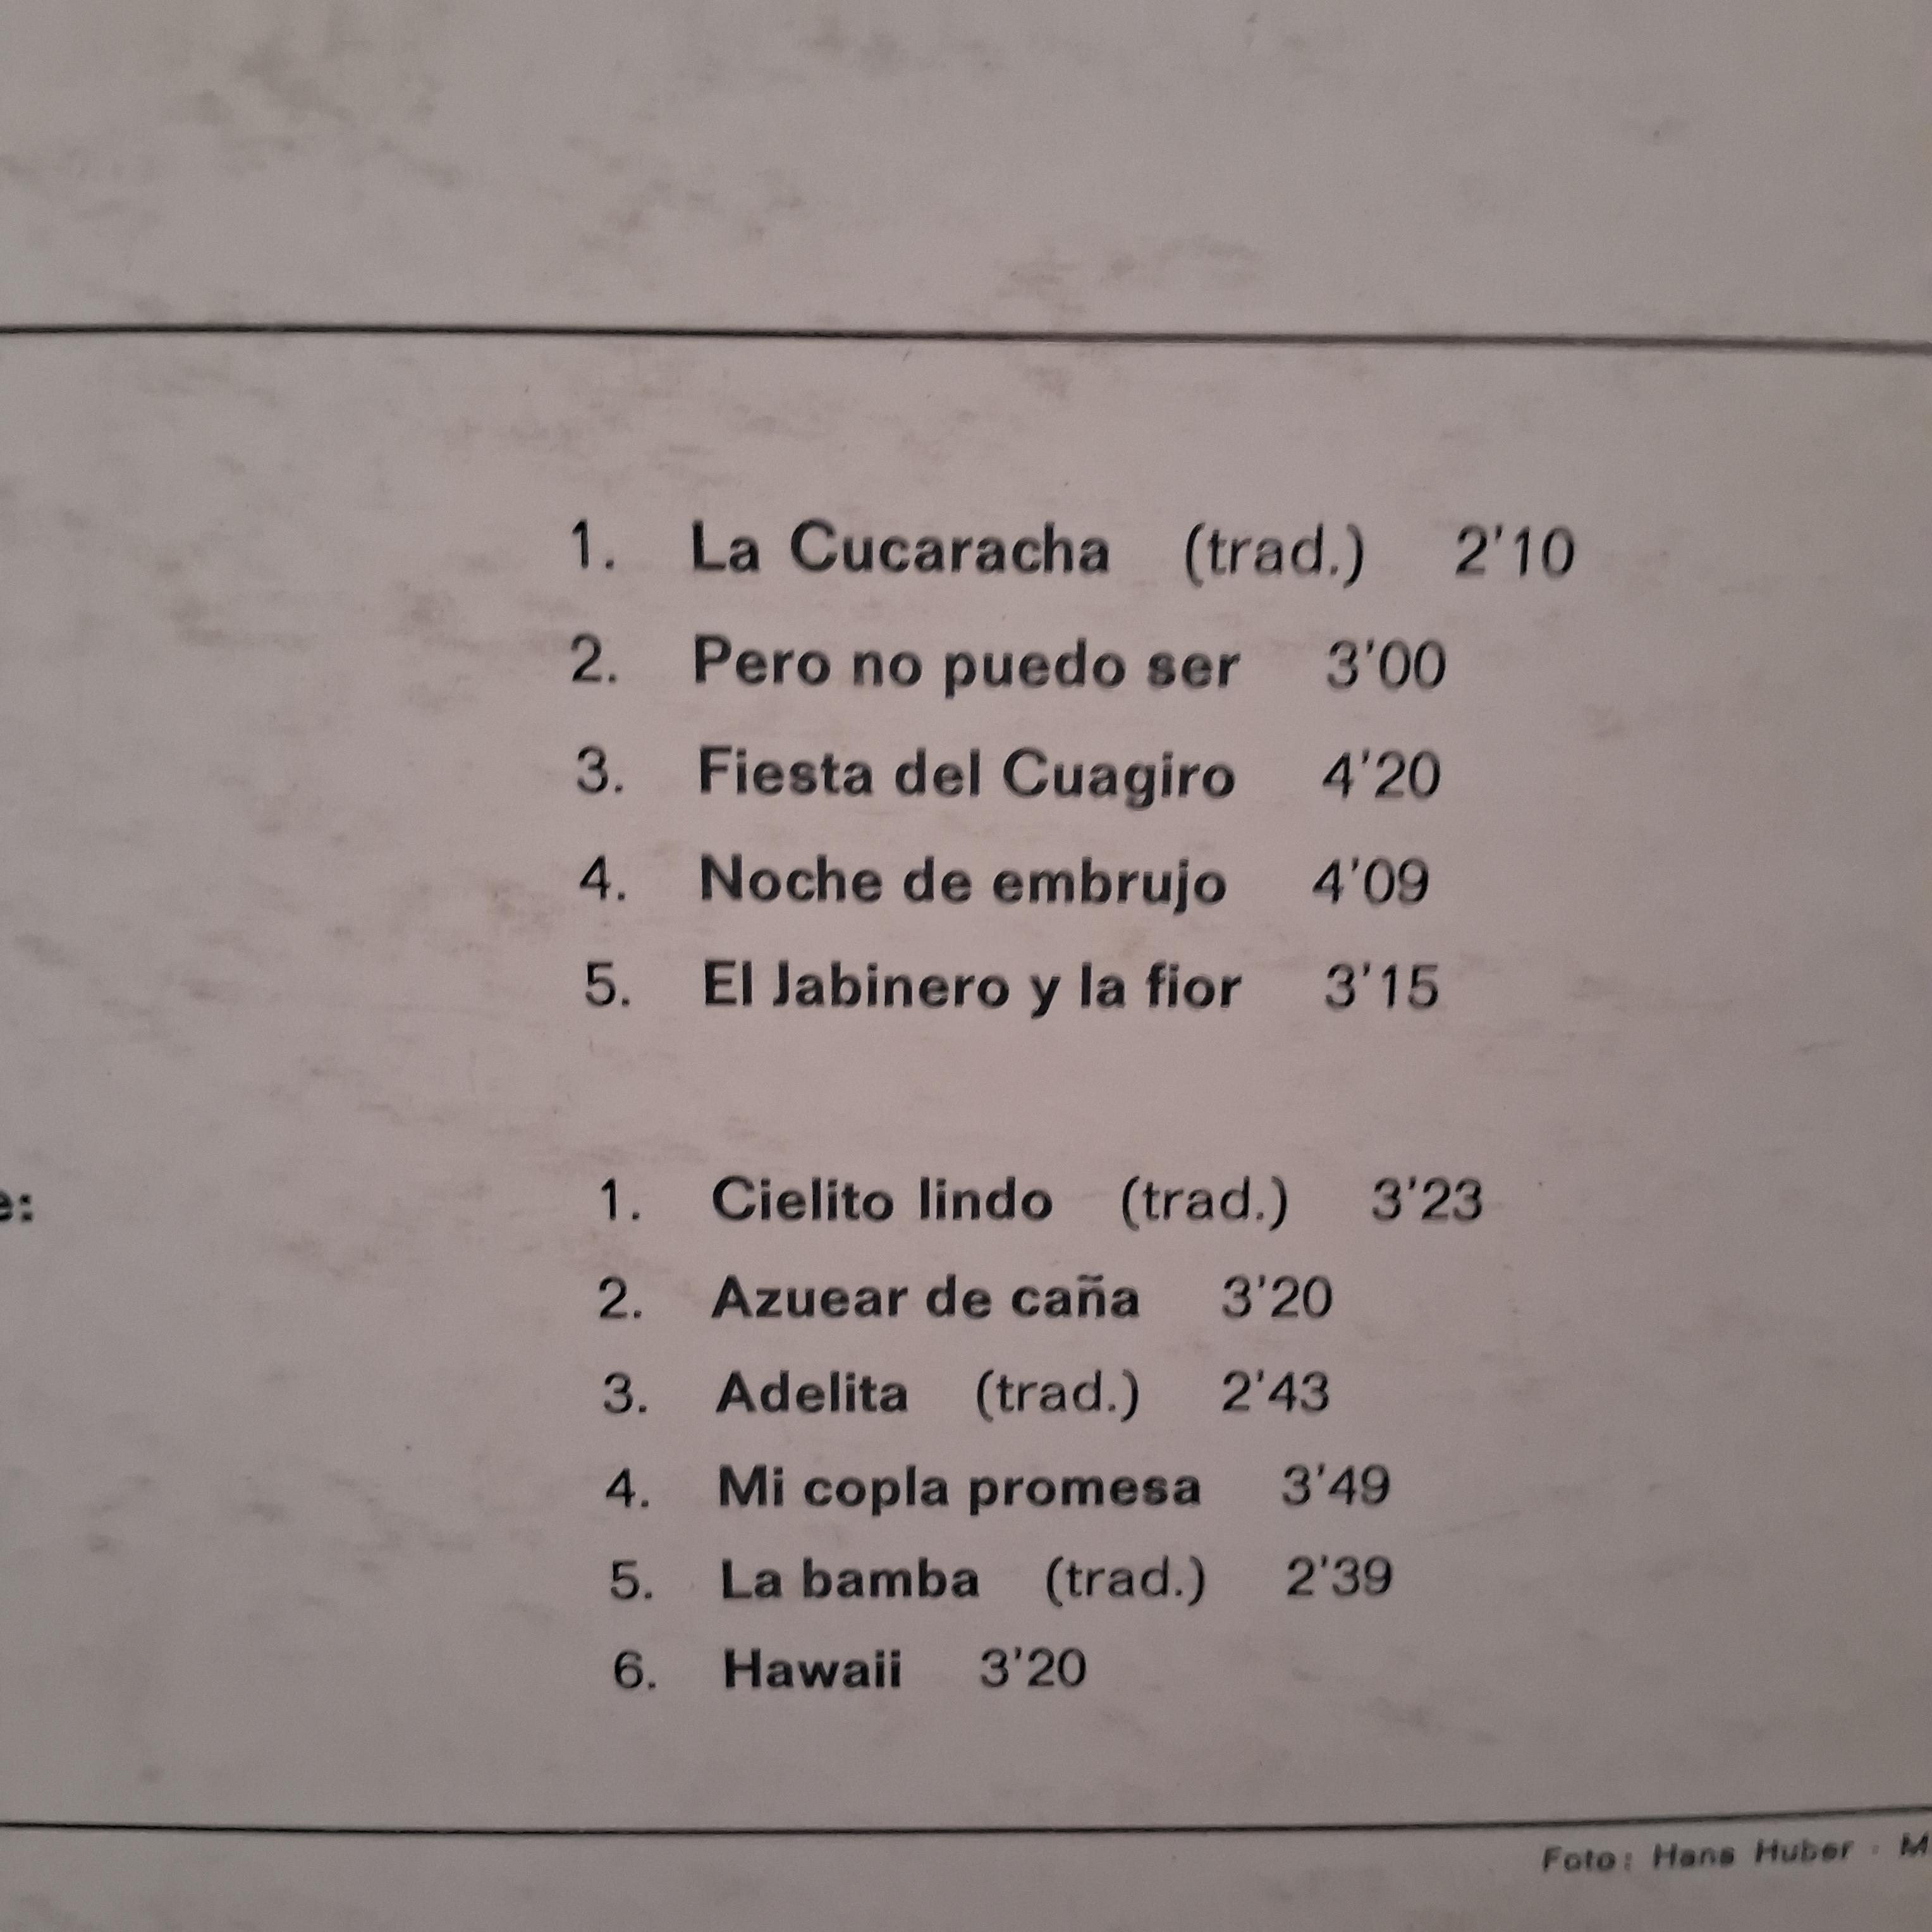 1. La Cucaracha (trad.) 2'10
2. Pero no puedo ser 3'00
3. Fiesta del Cuagiro 4'20
4. Noche de embrujo 4'09
5. El Jabinero y la fior 3'15
e: 1. Cielito lindo (trad.) 3'23
2. Azuear de caña 3'20
3. Adelita (trad.) 2'43
4. Mi copla promesa 3'49
5. La bamba (trad.) 2'39
6. Hawaii 3'20
Foto: Hans Huber · M